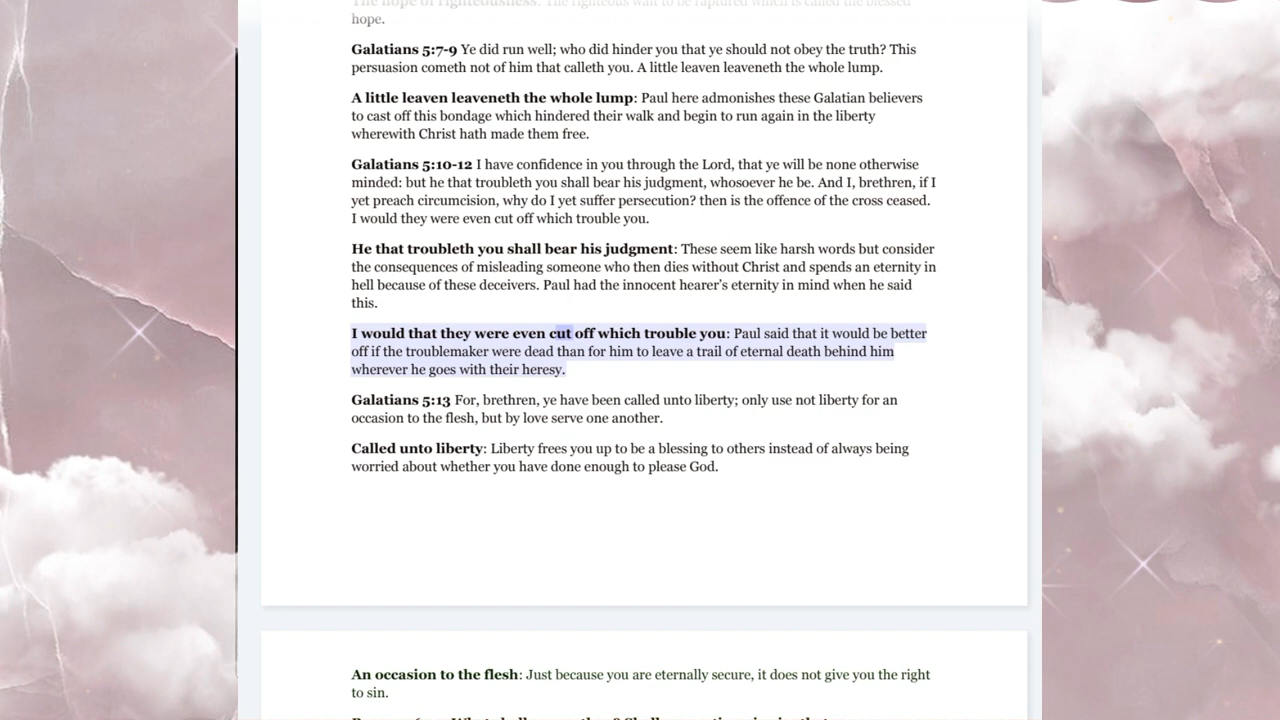 The hope of righteousness: The righteous wait to be raptured which is called the blessed
hope.
Galatians 5:7-9 Ye did run well; who did hinder you that ye should not obey the truth? This
persuasion cometh not of him that calleth you. A little leaven leaveneth the whole lump.
A little leaven leaveneth the whole lump: Paul here admonishes these Galatian believers
to cast off this bondage which hindered their walk and begin to run again in the liberty
wherewith Christ hath made them free.
Galatians 5:10-12 I have confidence in you through the Lord, that ye will be none otherwise
minded: but he that troubleth you shall bear his judgment, whosoever he be. And I, brethren, if I
yet preach circumcision, why do I yet suffer persecution? then is the offence of the cross ceased.
I would they were even cut off which trouble you.
He that troubleth you shall bear his judgment: These seem like harsh words but consider
the consequences of misleading someone who then dies without Christ and spends an eternity in
hell because of these deceivers. Paul had the innocent hearer's eternity in mind when he said
this.
I would that they were even cut off which trouble you: Paul said that it would be better
off if the troublemaker were dead than for him to leave a trail of eternal death behind him
wherever he goes with their heresy.
Galatians 5:13 For, brethren, ye have been called unto liberty; only use not liberty for an
occasion to the flesh, but by love serve one another.
Called unto liberty: Liberty frees you up to be a blessing to others instead of always being
worried about whether you have done enough to please God.
An occasion to the flesh: Just because you are eternally secure, it does not give you the right
to sin.